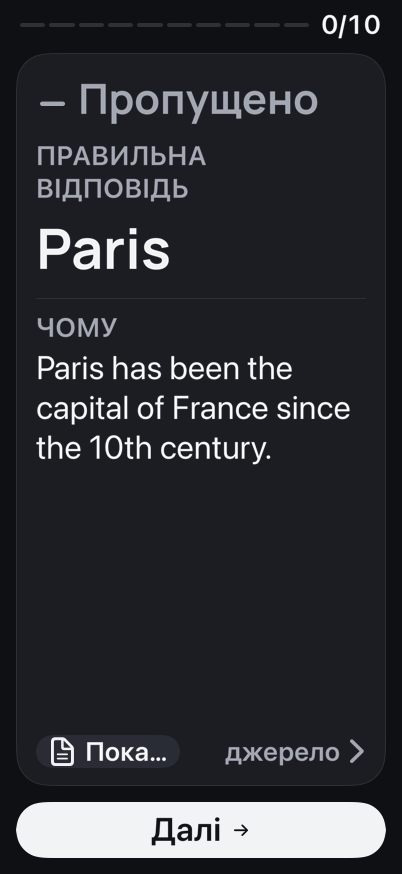 0/10
– Пропущено
ПРАВИЛЬНА
ВІДПОВІДЬ
Paris
ЧОМУ
Paris has been the
capital of France since
the 10th century.
Пока... джерело
Далі →